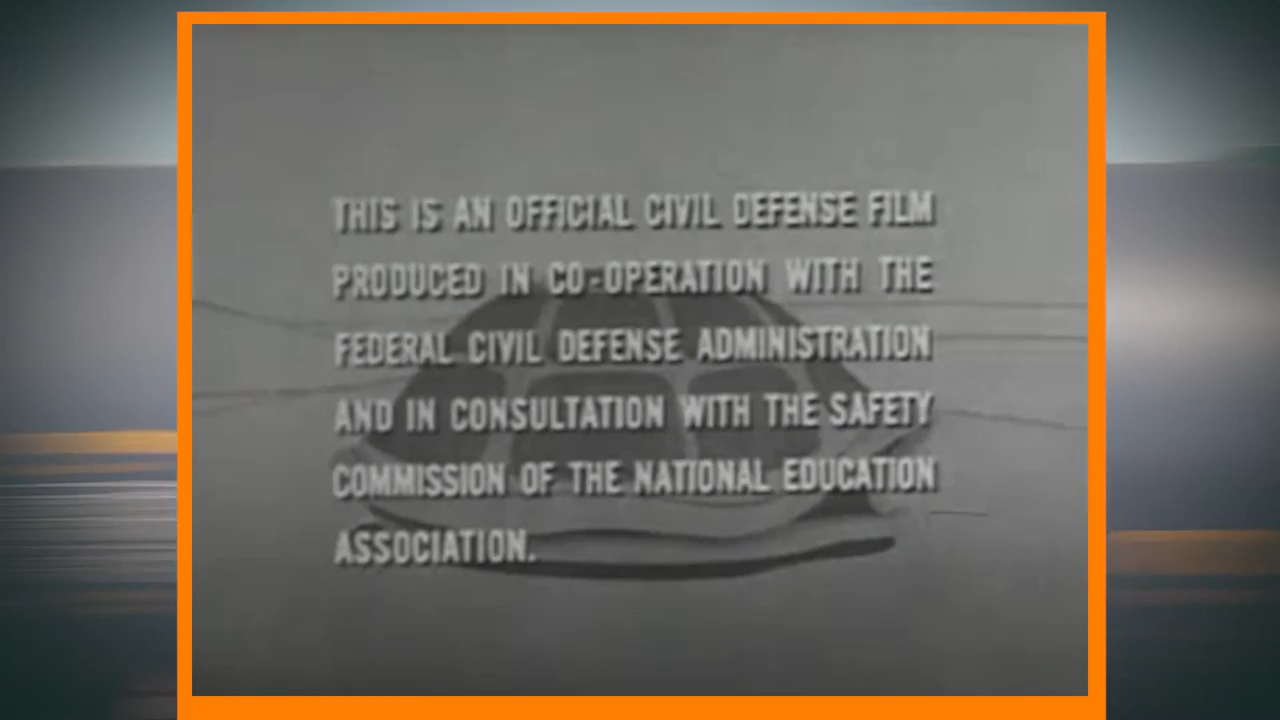 THIS IS AN OFFICIAL CIVIL DEFENSE FILM
PRODUCED IN CO-OPERATION WITH THE
FEDERAL CIVIL DEFENSE ADMINISTRATION
AND IN CONSULTATION WITH THE SAFETY
COMMISSION OF THE NATIONAL EDUCATION
ASSOCIATION.